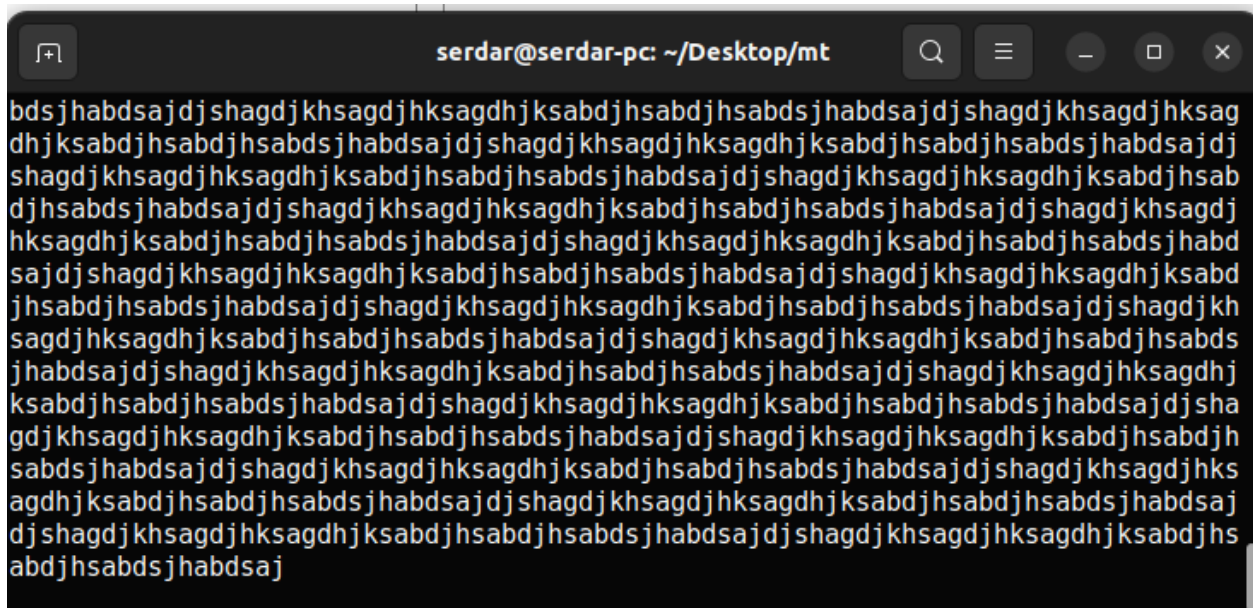 serdar@serdar-pc: ~/Desktop/mt
bdsjhabdsajdjshagdjkhsagdjhksagdhjksabdjhsabdjhsabdsjhabdsajdjshagdjkhsagdjhksag
dhjksabdjhsabdjhsabdsjhabdsajdjshagdjkhsagdjhksagdhjksabdjhsabdjhsabdsjhabdsajdj
shagdjkhsagdjhksagdhjksabdjhsabdjhsabdsjhabdsajdjshagdjkhsagdjhksagdhjksabdjhsab
djhsabdsjhabdsajdjshagdjkhsagdjhksagdhjksabdjhsabdjhsabdsjhabdsajdjshagdjkhsagdj
hksagdhjksabdjhsabdjhsabdsjhabdsajdjshagdjkhsagdjhksagdhjksabdjhsabdjhsabdsjhabd
sajdjshagdjkhsagdjhksagdhjksabdjhsabdjhsabdsjhabdsajdjshagdjkhsagdjhksagdhjksabd
jhsabdjhsabdsjhabdsajdjshagdjkhsagdjhksagdhjksabdjhsabdjhsabdsjhabdsajdjshagdjkh
sagdjhksagdhjksabdjhsabdjhsabdsjhabdsajdjshagdjkhsagdjhksagdhjksabdjhsabdjhsabds
jhabdsajdjshagdjkhsagdjhksagdhjksabdjhsabdjhsabdsjhabdsajdjshagdjkhsagdjhksagdhj
ksabdjhsabdjhsabdsjhabdsajdjshagdjkhsagdjhksagdhjksabdjhsabdjhsabdsjhabdsajdjsha
gdjkhsagdjhksagdhjksabdjhsabdjhsabdsjhabdsajdjshagdjkhsagdjhksagdhjksabdjhsabdjh
sabdsjhabdsajdjshagdjkhsagdjhksagdhjksabdjhsabdjhsabdsjhabdsajdjshagdjkhsagdjhks
agdhjksabdjhsabdjhsabdsjhabdsajdjshagdjkhsagdjhksagdhjksabdjhsabdjhsabdsjhabdsaj
djshagdjkhsagdjhksagdhjksabdjhsabdjhsabdsjhabdsajdjshagdjkhsagdjhksagdhjksabdjhs
abdjhsabdsjhabdsaj